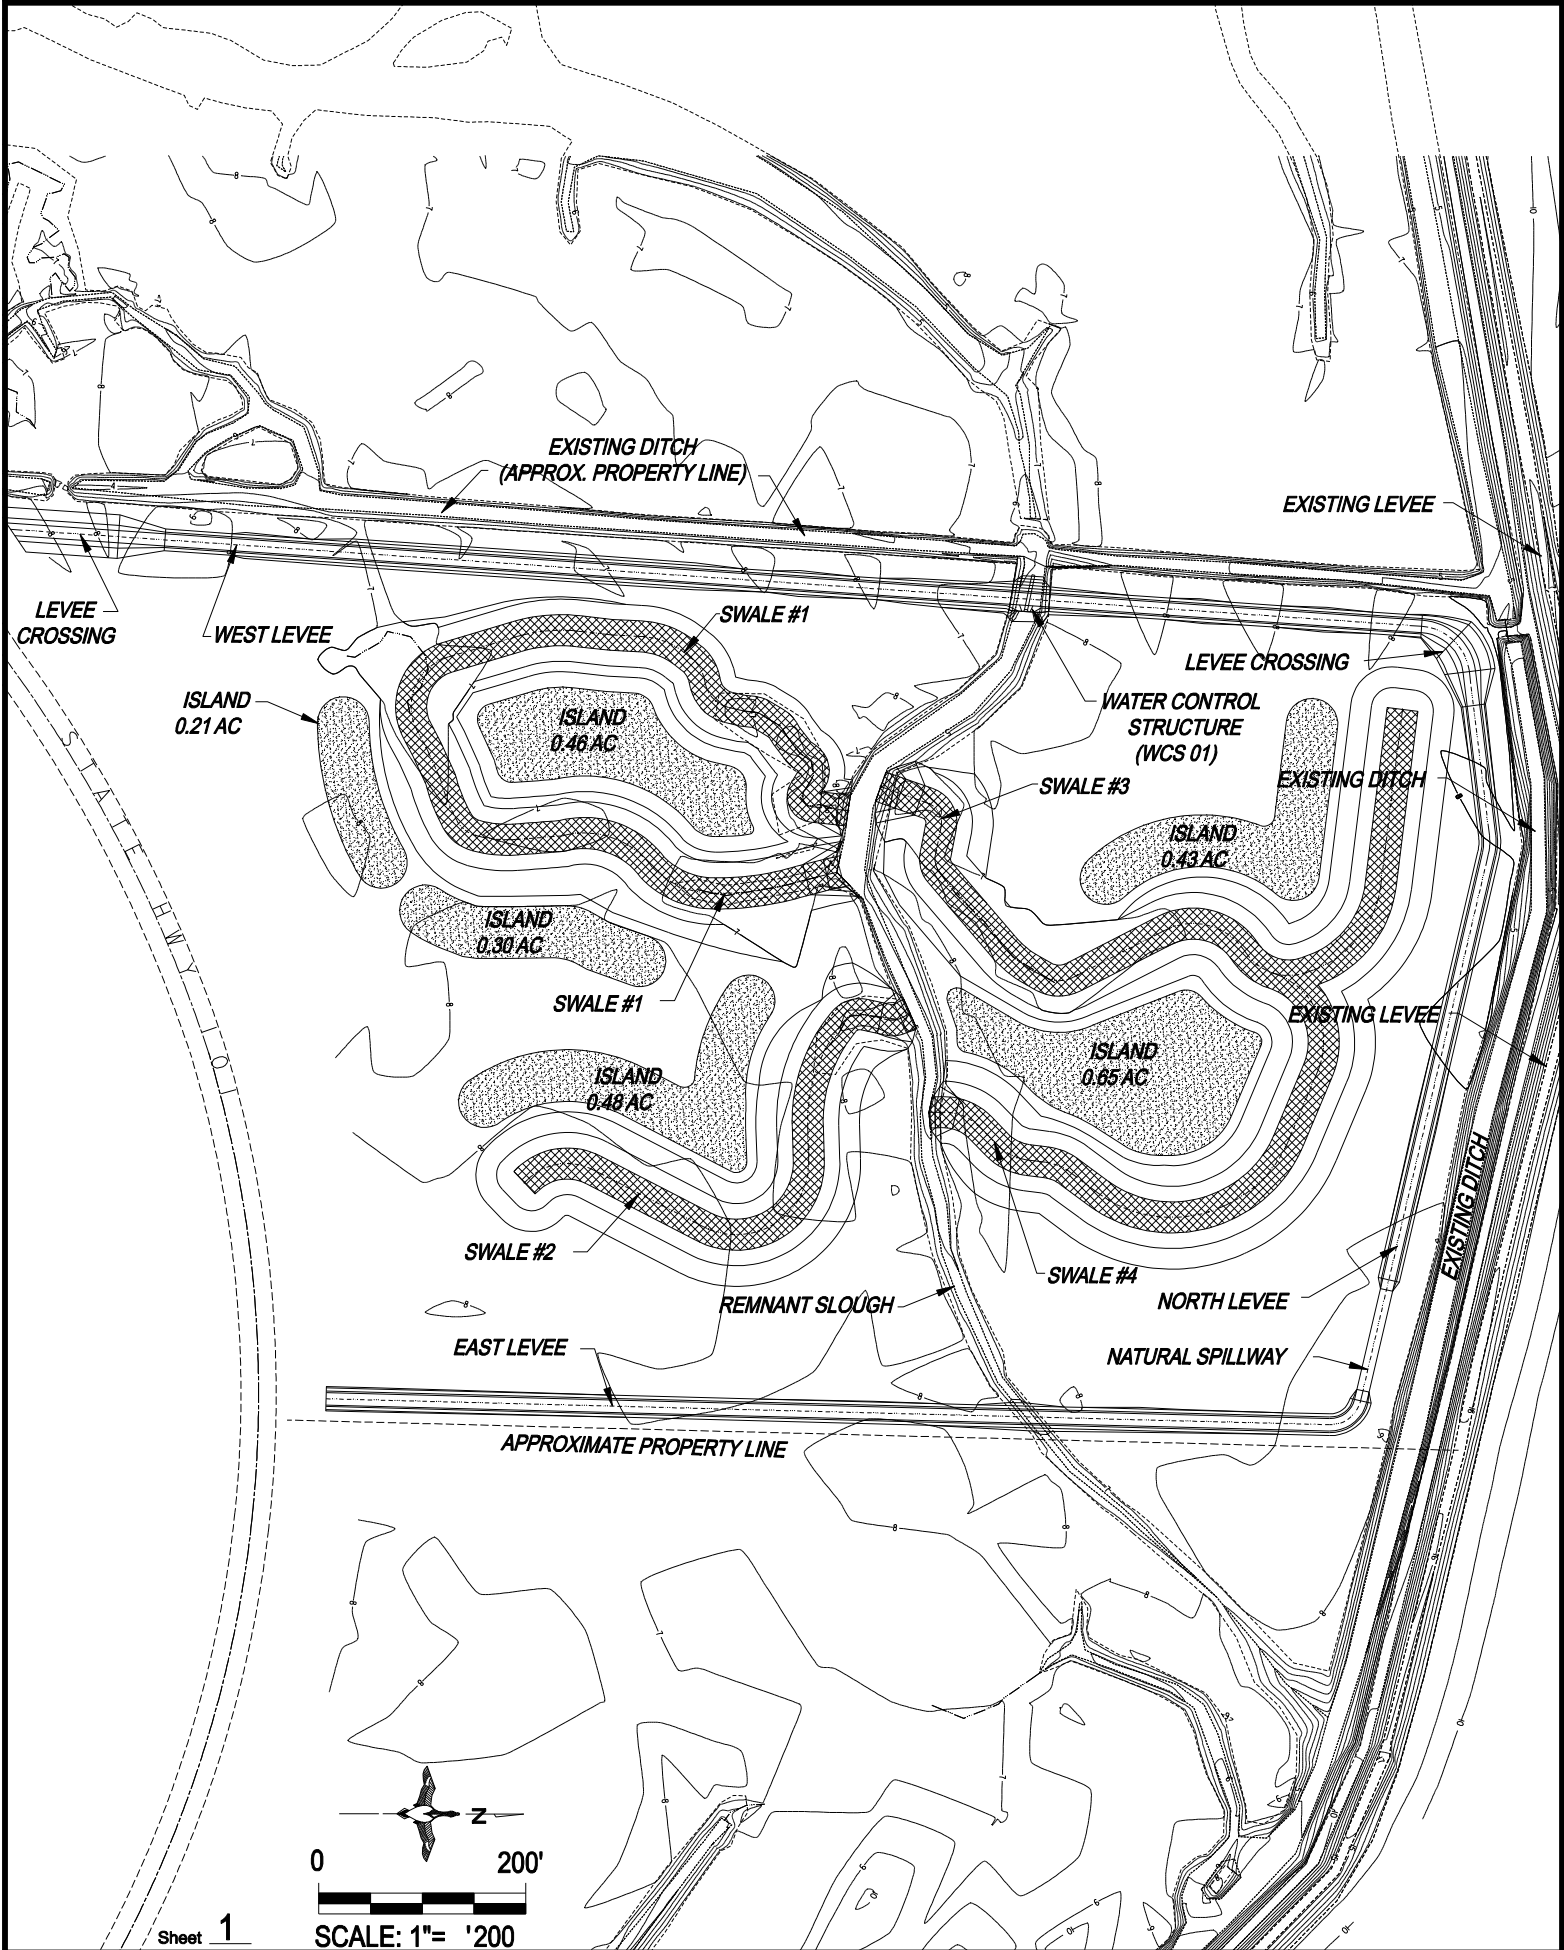 EXISTING DITCH
(APPROX. PROPERTY LINE)
EXISTING LEVEE
LEVEE
CROSSING
WEST LEVEE
SWALE #1
LEVEE CROSSING
ISLAND
0.21 AC
ISLAND
0.46 AC
WATER CONTROL
STRUCTURE
(WCS 01)
SWALE #3
EXISTING DITCH
ISLAND
0.43 AC
STATE HWY 101
ISLAND
0.30 AC
SWALE #1
EXISTING LEVEE
ISLAND
0.65 AC
ISLAND
0.48 AC
EXISTING DITCH
SWALE #2
SWALE #4
REMNANT SLOUGH
NORTH LEVEE
EAST LEVEE
NATURAL SPILLWAY
APPROXIMATE PROPERTY LINE
N
0 200'
SCALE: 1"= '200
Sheet 1